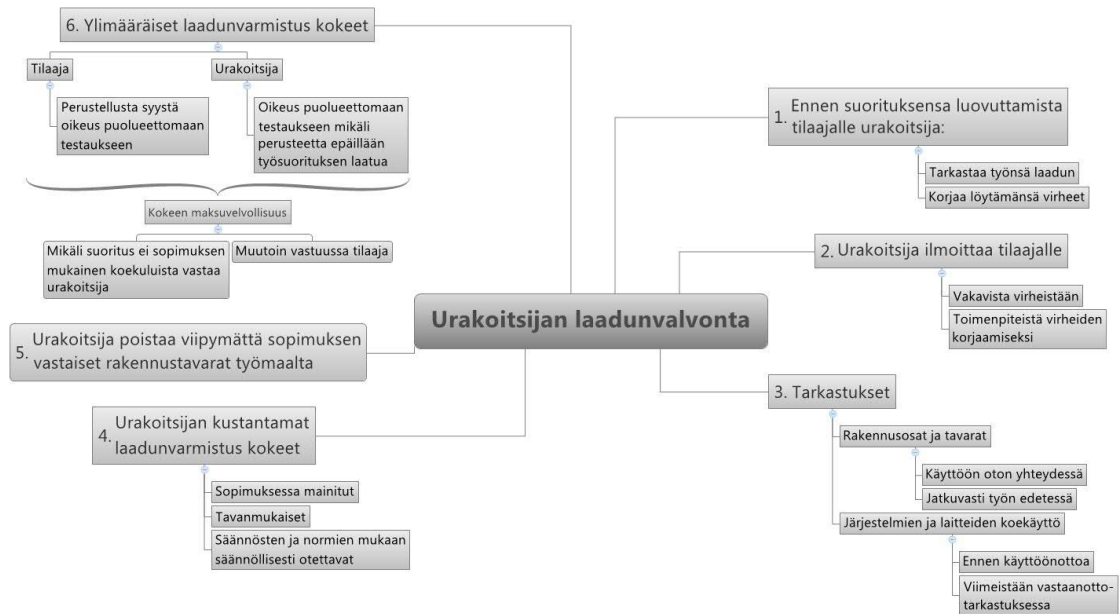 Urakoitsijan laadunvalvonta
1. Ennen suorituksensa luovuttamista
tilaajalle urakoitsija:
Tarkastaa työnsä laadun
Korjaa löytämänsä virheet
2. Urakoitsija ilmoittaa tilaajalle
Vakavista virheistään
Toimenpiteistä virheiden
korjaamiseksi
3. Tarkastukset
Rakennusosat ja tavarat
Käyttöön oton yhteydessä
Jatkuvasti työn edetessä
Järjestelmien ja laitteiden koekäyttö
Ennen käyttöönottoa
Viimeistään vastaanotto-
tarkastuksessa
4. Urakoitsijan kustantamat
laadunvarmistus kokeet
Sopimuksessa mainitut
Tavanmukaiset
Säännösten ja normien mukaan
säännöllisesti otettavat
5. Urakoitsija poistaa viipymättä sopimuksen
vastaiset rakennustavarat työmaalta
6. Ylimääräiset laadunvarmistus kokeet
Tilaaja
Perustellusta syystä
oikeus puolueettomaan
testaukseen
Urakoitsija
Oikeus puolueettomaan
testaukseen mikäli
perusteetta epäillään
työsuorituksen laatua
Kokeen maksuvelvollisuus
Mikäli suoritus ei sopimuksen
mukainen koekuluista vastaa
urakoitsija
Muutoin vastuussa tilaaja